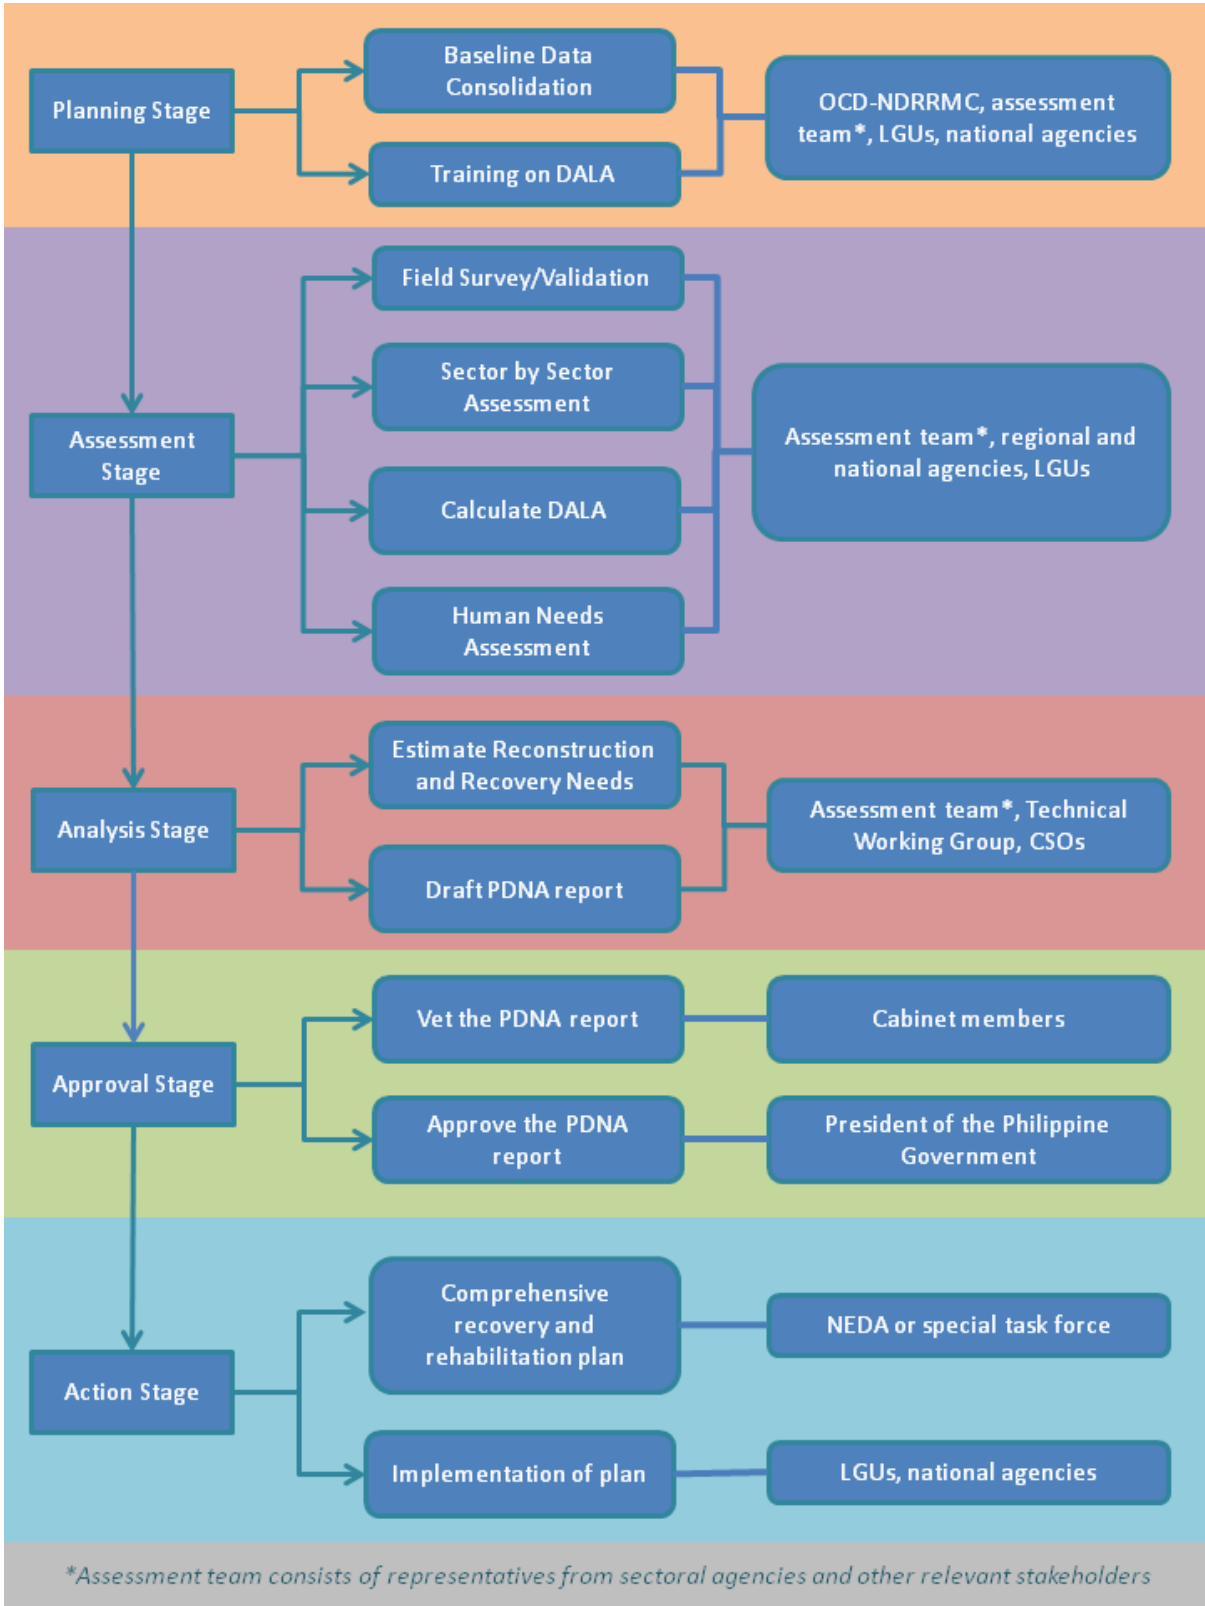 Planning Stage
Baseline Data
Consolidation
Training on DALA
OCD-NDRRMC, assessment
team*, LGUs, national agencies
Assessment
Stage
Field Survey/Validation
Sector by Sector
Assessment
Calculate DALA
Human Needs
Assessment
Assessment team*, regional and
national agencies, LGUs
Analysis Stage
Estimate Reconstruction
and Recovery Needs
Draft PDNA report
Assessment team*, Technical
Working Group, CSOs
Approval Stage
Vet the PDNA report
Cabinet members
Approve the PDNA
report
President of the Philippine
Government
Action Stage
Comprehensive
recovery and
rehabilitation plan
NEDA or special task force
Implementation of plan
LGUs, national agencies
*Assessment team consists of representatives from sectoral agencies and other relevant stakeholders